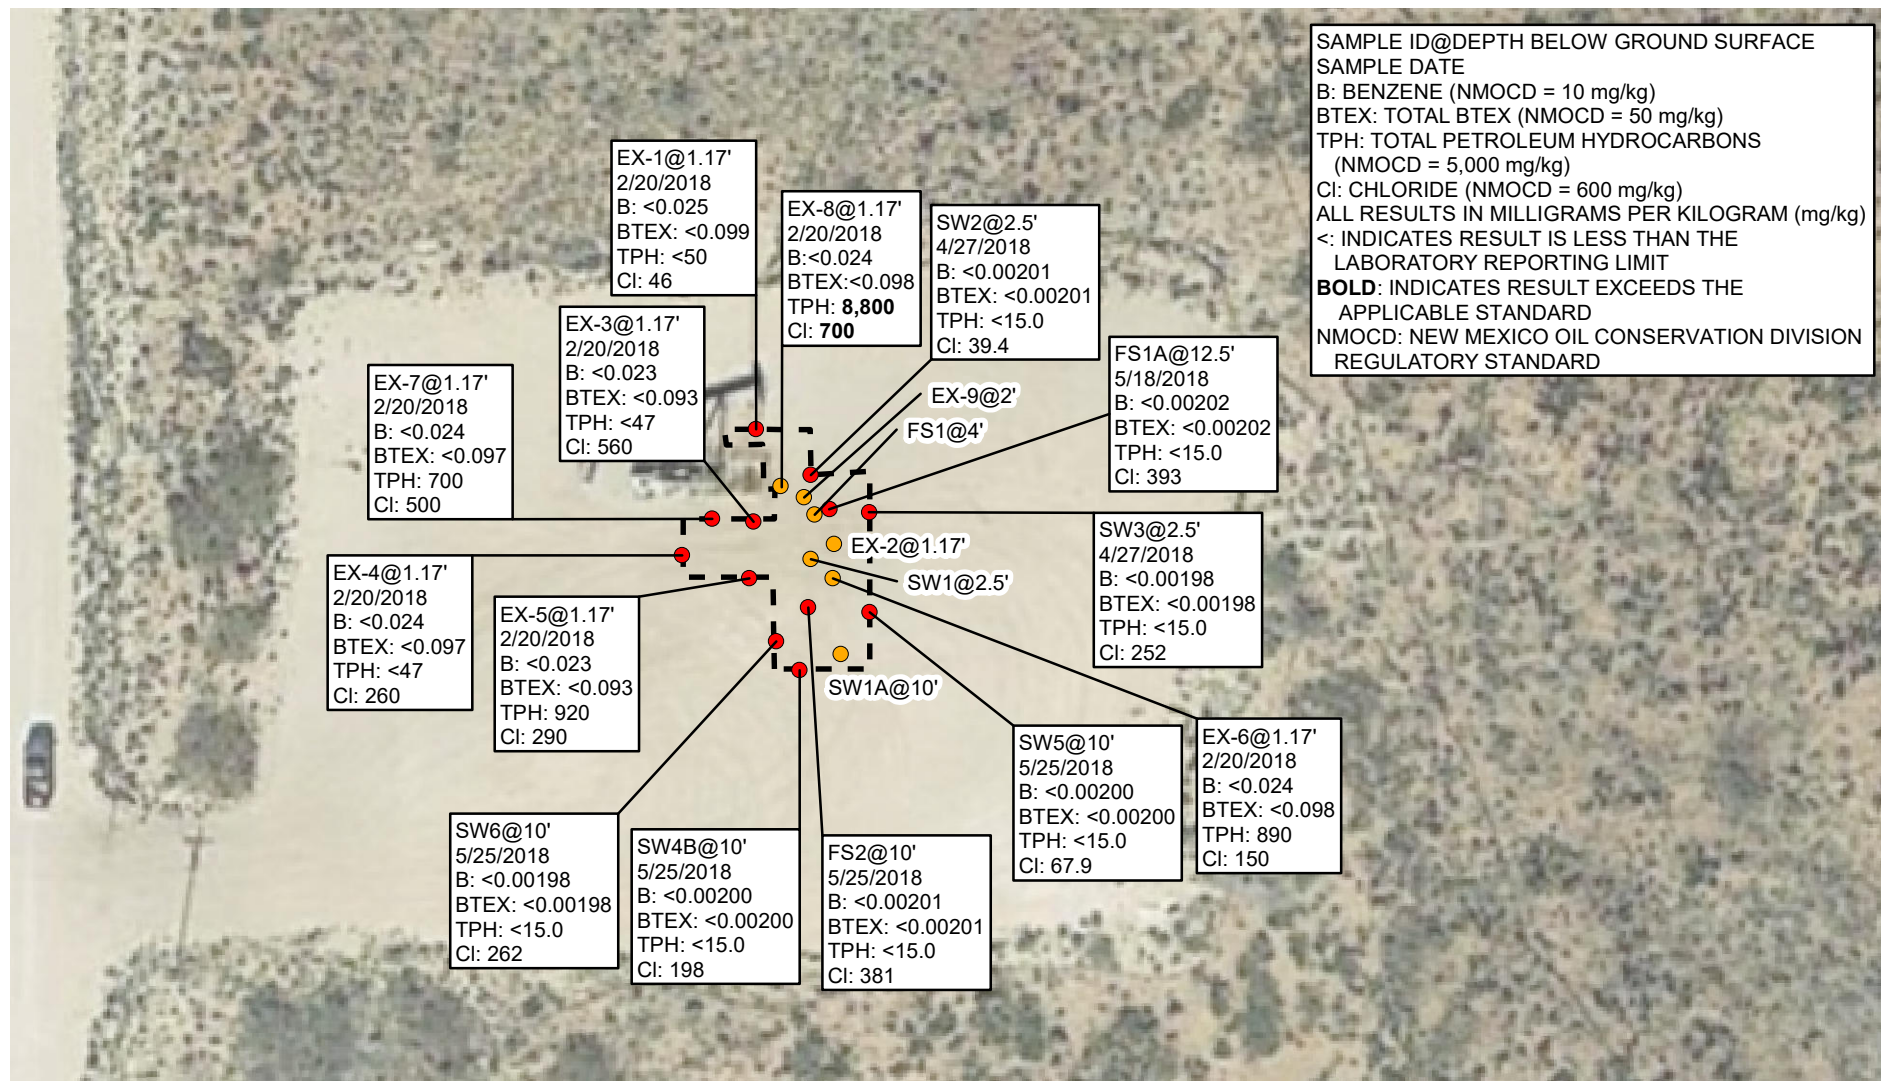 SAMPLE ID@DEPTH BELOW GROUND SURFACE
SAMPLE DATE
B: BENZENE (NMOCD = 10 mg/kg)
BTEX: TOTAL BTEX (NMOCD = 50 mg/kg)
TPH: TOTAL PETROLEUM HYDROCARBONS
(NMOCD = 5,000 mg/kg)
Cl: CHLORIDE (NMOCD = 600 mg/kg)
ALL RESULTS IN MILLIGRAMS PER KILOGRAM (mg/kg)
<: INDICATES RESULT IS LESS THAN THE
LABORATORY REPORTING LIMIT
BOLD: INDICATES RESULT EXCEEDS THE
APPLICABLE STANDARD
NMOCD: NEW MEXICO OIL CONSERVATION DIVISION
REGULATORY STANDARD
EX-1@1.17'
2/20/2018
B: <0.025
BTEX: <0.099
TPH: <50
Cl: 46
EX-8@1.17'
2/20/2018
B:<0.024
BTEX:<0.098
TPH: 8,800
Cl: 700
SW2@2.5'
4/27/2018
B: <0.00201
BTEX: <0.00201
TPH: <15.0
Cl: 39.4
EX-3@1.17'
2/20/2018
B: <0.023
BTEX: <0.093
TPH: <47
Cl: 560
FS1A@12.5'
5/18/2018
B: <0.00202
BTEX: <0.00202
TPH: <15.0
Cl: 393
EX-7@1.17'
2/20/2018
B: <0.024
BTEX: <0.097
TPH: 700
Cl: 500
EX-9@2'
FS1@4'
SW3@2.5'
4/27/2018
B: <0.00198
BTEX: <0.00198
TPH: <15.0
Cl: 252
EX-2@1.17'
SW1@2.5'
EX-4@1.17'
2/20/2018
B: <0.024
BTEX: <0.097
TPH: <47
Cl: 260
EX-5@1.17'
2/20/2018
B: <0.023
BTEX: <0.093
TPH: 920
Cl: 290
SW1A@10'
SW5@10'
5/25/2018
B: <0.00200
BTEX: <0.00200
TPH: <15.0
Cl: 67.9
EX-6@1.17'
2/20/2018
B: <0.024
BTEX: <0.098
TPH: 890
Cl: 150
SW6@10'
5/25/2018
B: <0.00198
BTEX: <0.00198
TPH: <15.0
Cl: 262
SW4B@10'
5/25/2018
B: <0.00200
BTEX: <0.00200
TPH: <15.0
Cl: 198
FS2@10'
5/25/2018
B: <0.00201
BTEX: <0.00201
TPH: <15.0
Cl: 381